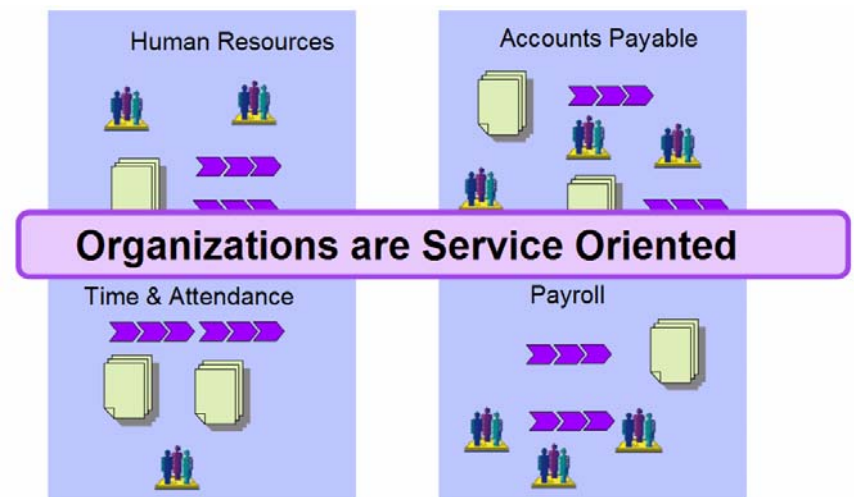 Human Resources
Accounts Payable
Organizations are Service Oriented
Time & Attendance
Payroll